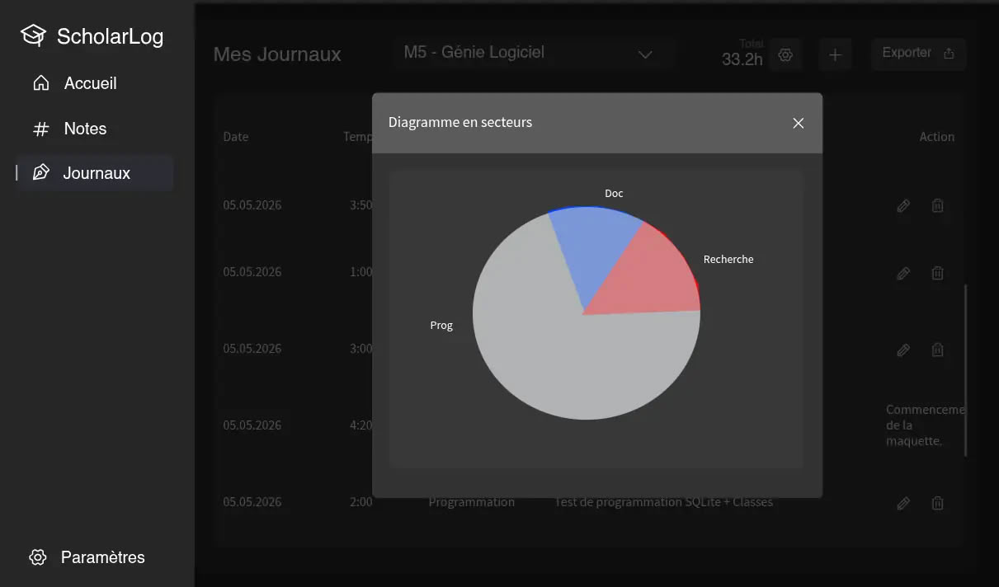 ScholarLog
Accueil
Notes
Journaux
Paramètres
Mes Journaux
M5 - Génie Logiciel
Total
33.2h
Exporter
Diagramme en secteurs
Date
Temp
Action
Doc
Recherche
Prog
05.05.2026
3:50
05.05.2026
1:00
05.05.2026
3:00
05.05.2026
4:20
Commenceme
de la
maquette.
05.05.2026
2:00
Programmation
Test de programmation SQLite + Classes